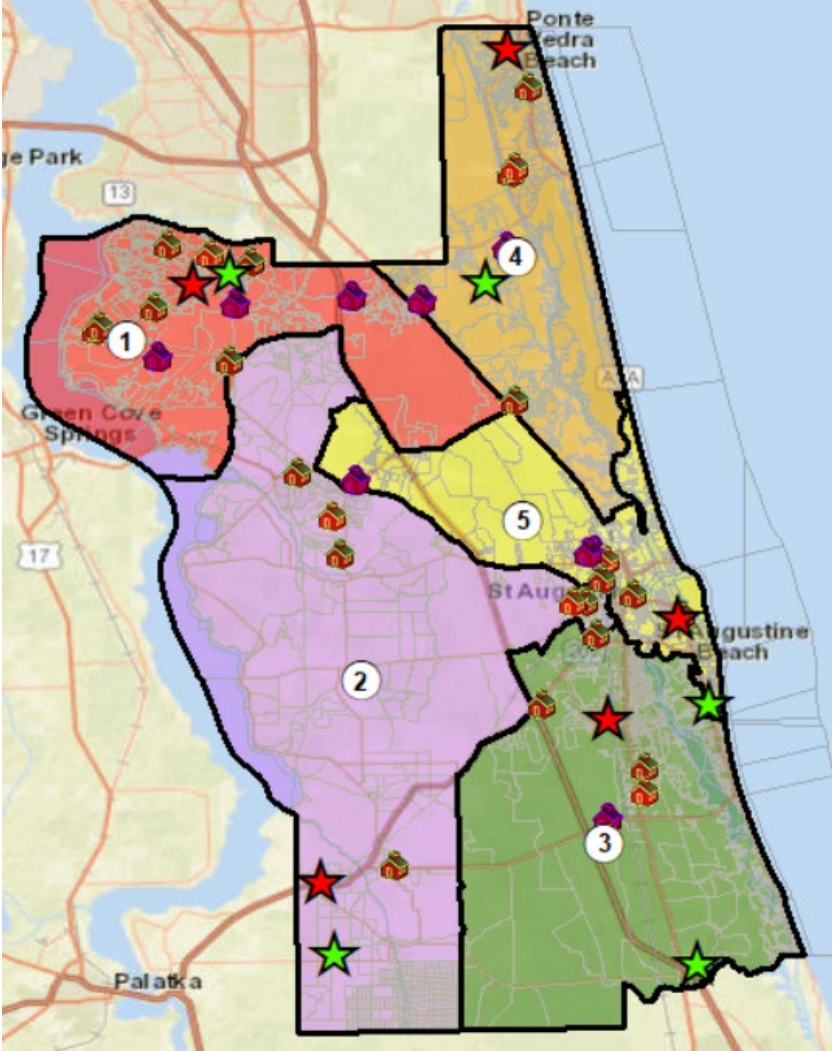 Ponte
Vedra
Beach
ge Park
13
4
1
A1A
Green Cove
Springs
5
17
St Aug
Augustine
Beach
2
3
Palatka